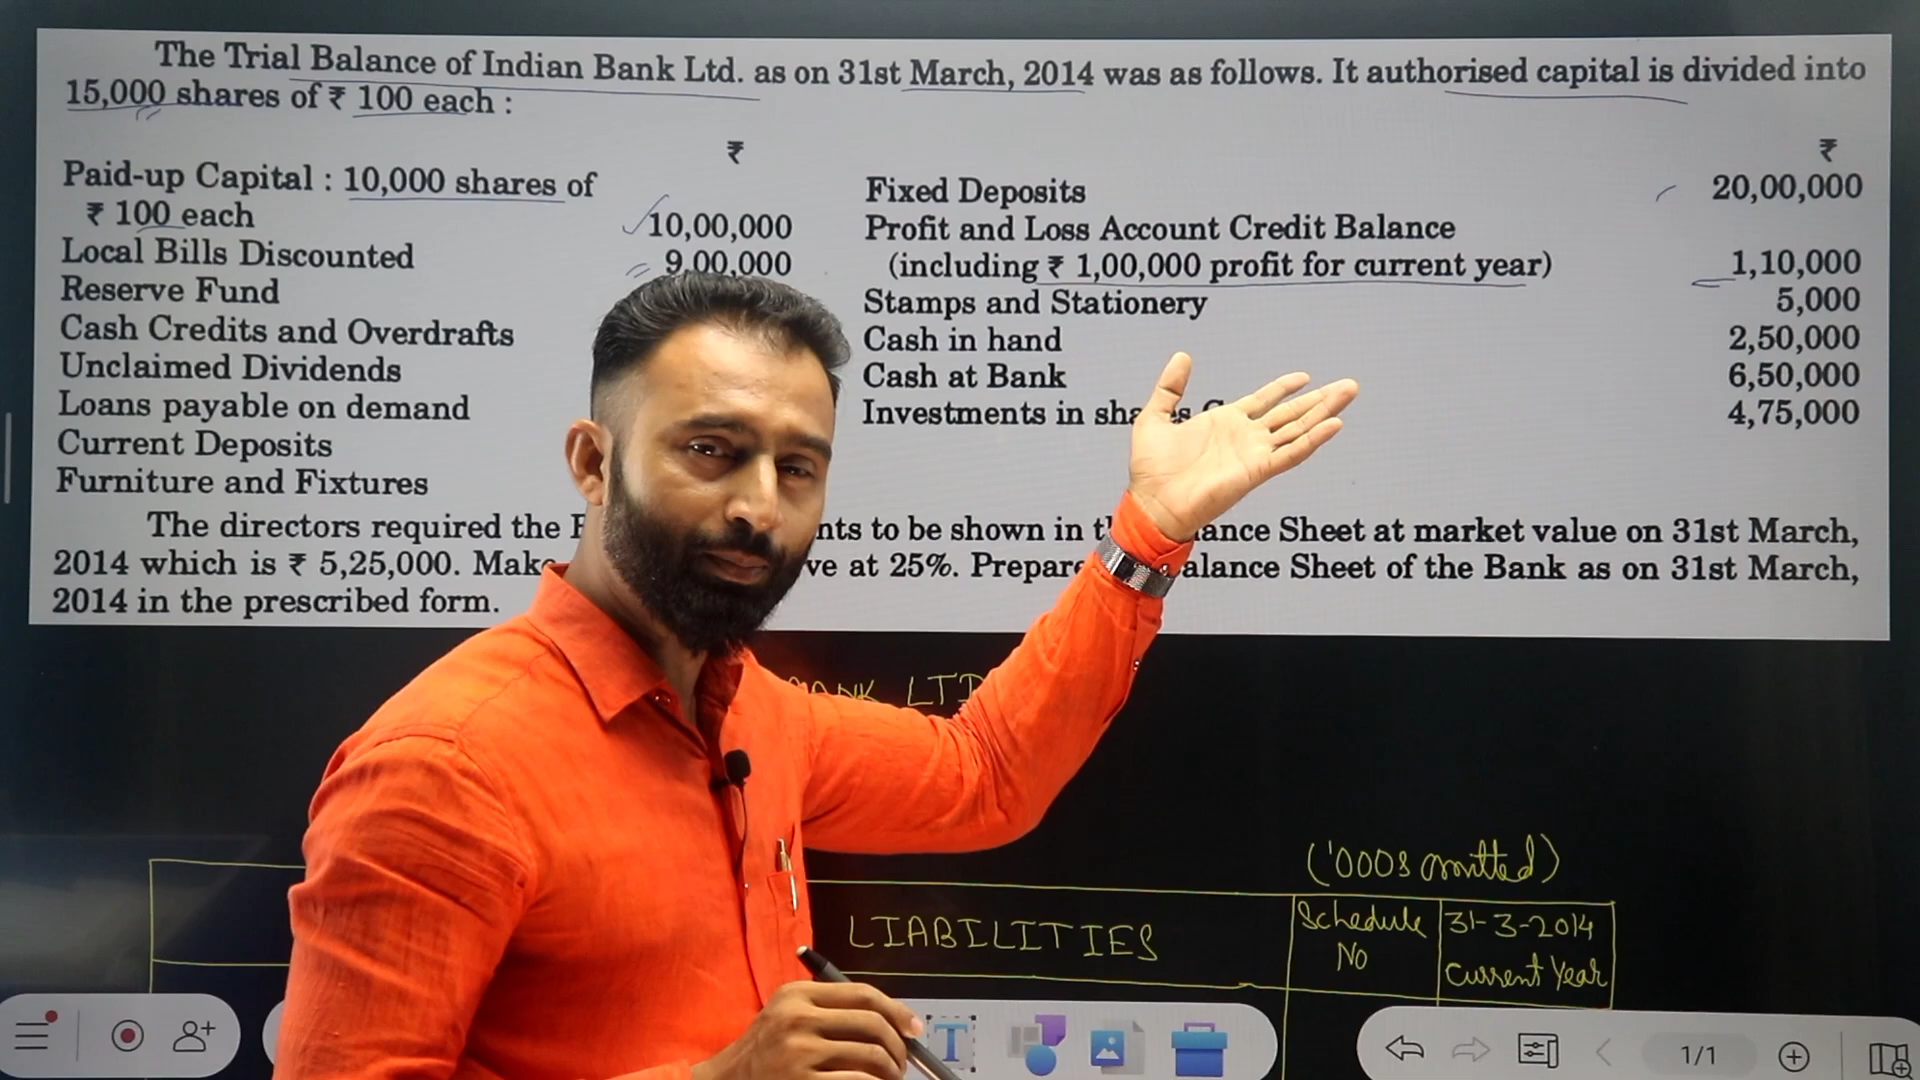 The Trial Balance of Indian Bank Ltd. as on 31st March, 2014 was as follows. It authorised capital is divided into
15,000 shares of ₹ 100 each :
₹
₹
Paid-up Capital : 10,000 shares of
₹ 100 each 10,00,000
Local Bills Discounted 9,00,000
Reserve Fund
Cash Credits and Overdrafts
Unclaimed Dividends
Loans payable on demand
Current Deposits
Furniture and Fixtures
Fixed Deposits 20,00,000
Profit and Loss Account Credit Balance
(including ₹ 1,00,000 profit for current year) 1,10,000
Stamps and Stationery 5,000
Cash in hand 2,50,000
Cash at Bank 6,50,000
Investments in 4,75,000
The directors required the to be shown in Sheet at market value on 31st March,
2014 which is ₹ 5,25,000. at 25%. Sheet of the Bank as on 31st March,
2014 in the prescribed form.
BANK LTD
('000s omitted)
LIABILITIES
Schedule No
31-3-2014
Current Year
T
1/1